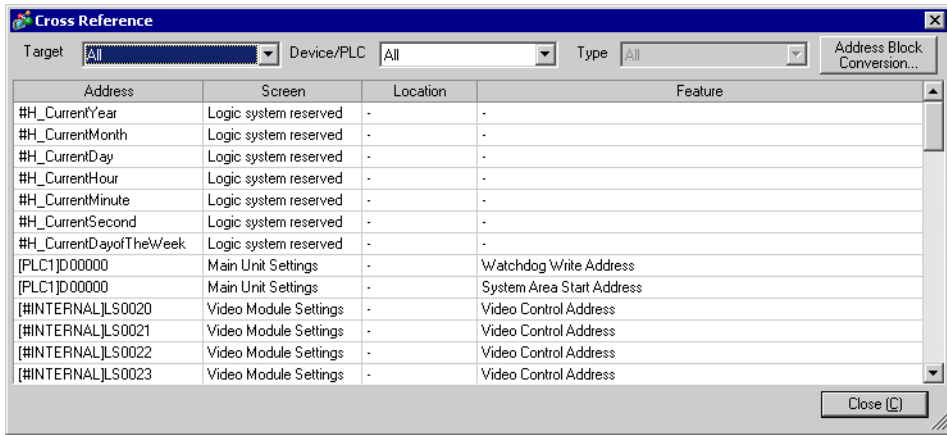 Cross Reference
Target All Device/PLC All Type All Address Block Conversion...
Address Screen Location Feature
#H_CurrentYear Logic system reserved - -
#H_CurrentMonth Logic system reserved - -
#H_CurrentDay Logic system reserved - -
#H_CurrentHour Logic system reserved - -
#H_CurrentMinute Logic system reserved - -
#H_CurrentSecond Logic system reserved - -
#H_CurrentDayofTheWeek Logic system reserved - -
[PLC1]D00000 Main Unit Settings - Watchdog Write Address
[PLC1]D00000 Main Unit Settings - System Area Start Address
[#INTERNAL]LS0020 Video Module Settings - Video Control Address
[#INTERNAL]LS0021 Video Module Settings - Video Control Address
[#INTERNAL]LS0022 Video Module Settings - Video Control Address
[#INTERNAL]LS0023 Video Module Settings - Video Control Address
Close (C)